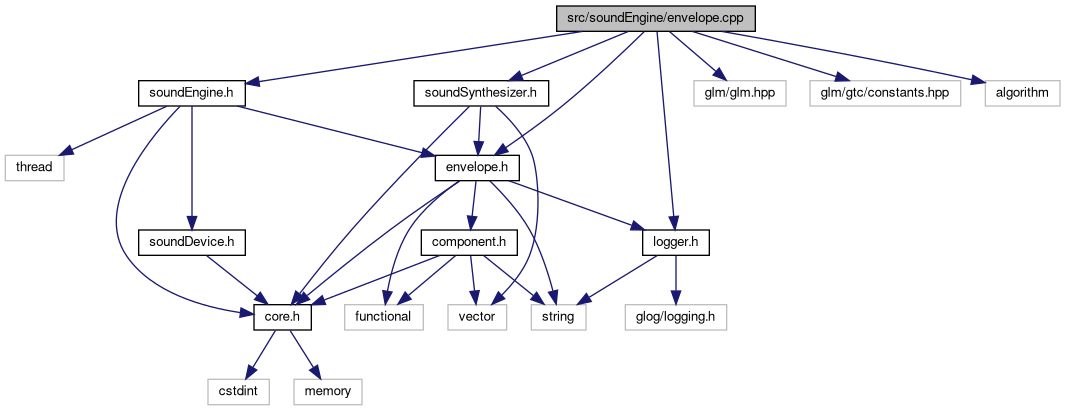 src/soundEngine/envelope.cpp
soundEngine.h
soundSynthesizer.h
glm/glm.hpp
glm/gtc/constants.hpp
algorithm
thread
envelope.h
soundDevice.h
component.h
logger.h
core.h
functional
vector
string
glog/logging.h
cstdint
memory